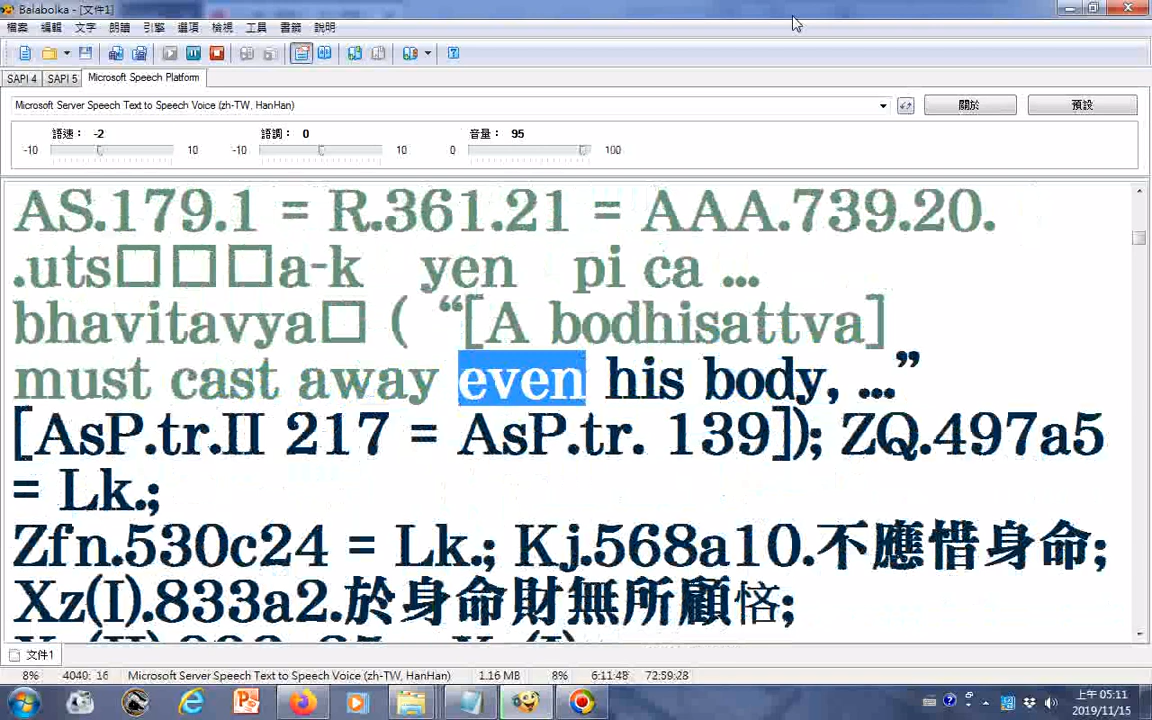 Balabolka - [文件1]
檔案 編輯 文字 朗讀 引擎 選項 檢視 工具 書籤 說明
SAPI 4 SAPI 5 Microsoft Speech Platform
Microsoft Server Speech Text to Speech Voice (zh-TW, HanHan) 關於 預設
語速： -2 語調： 0 音量： 95
-10 10 -10 10 0 100
AS.179.1 = R.361.21 = AAA.739.20.
.uts□□□a-k yen pi ca ...
bhavitavya□ ( “[A bodhisattva]
must cast away even his body, ...”
[AsP.tr.II 217 = AsP.tr. 139]); ZQ.497a5
= Lk.;
Zfn.530c24 = Lk.; Kj.568a10.不應惜身命;
Xz(I).833a2.於身命財無所顧悋;
文件1
8% 4040: 16 Microsoft Server Speech Text to Speech Voice (zh-TW, HanHan) 1.16 MB 8% 6:11:48 72:59:28
上午 05:11
2019/11/15